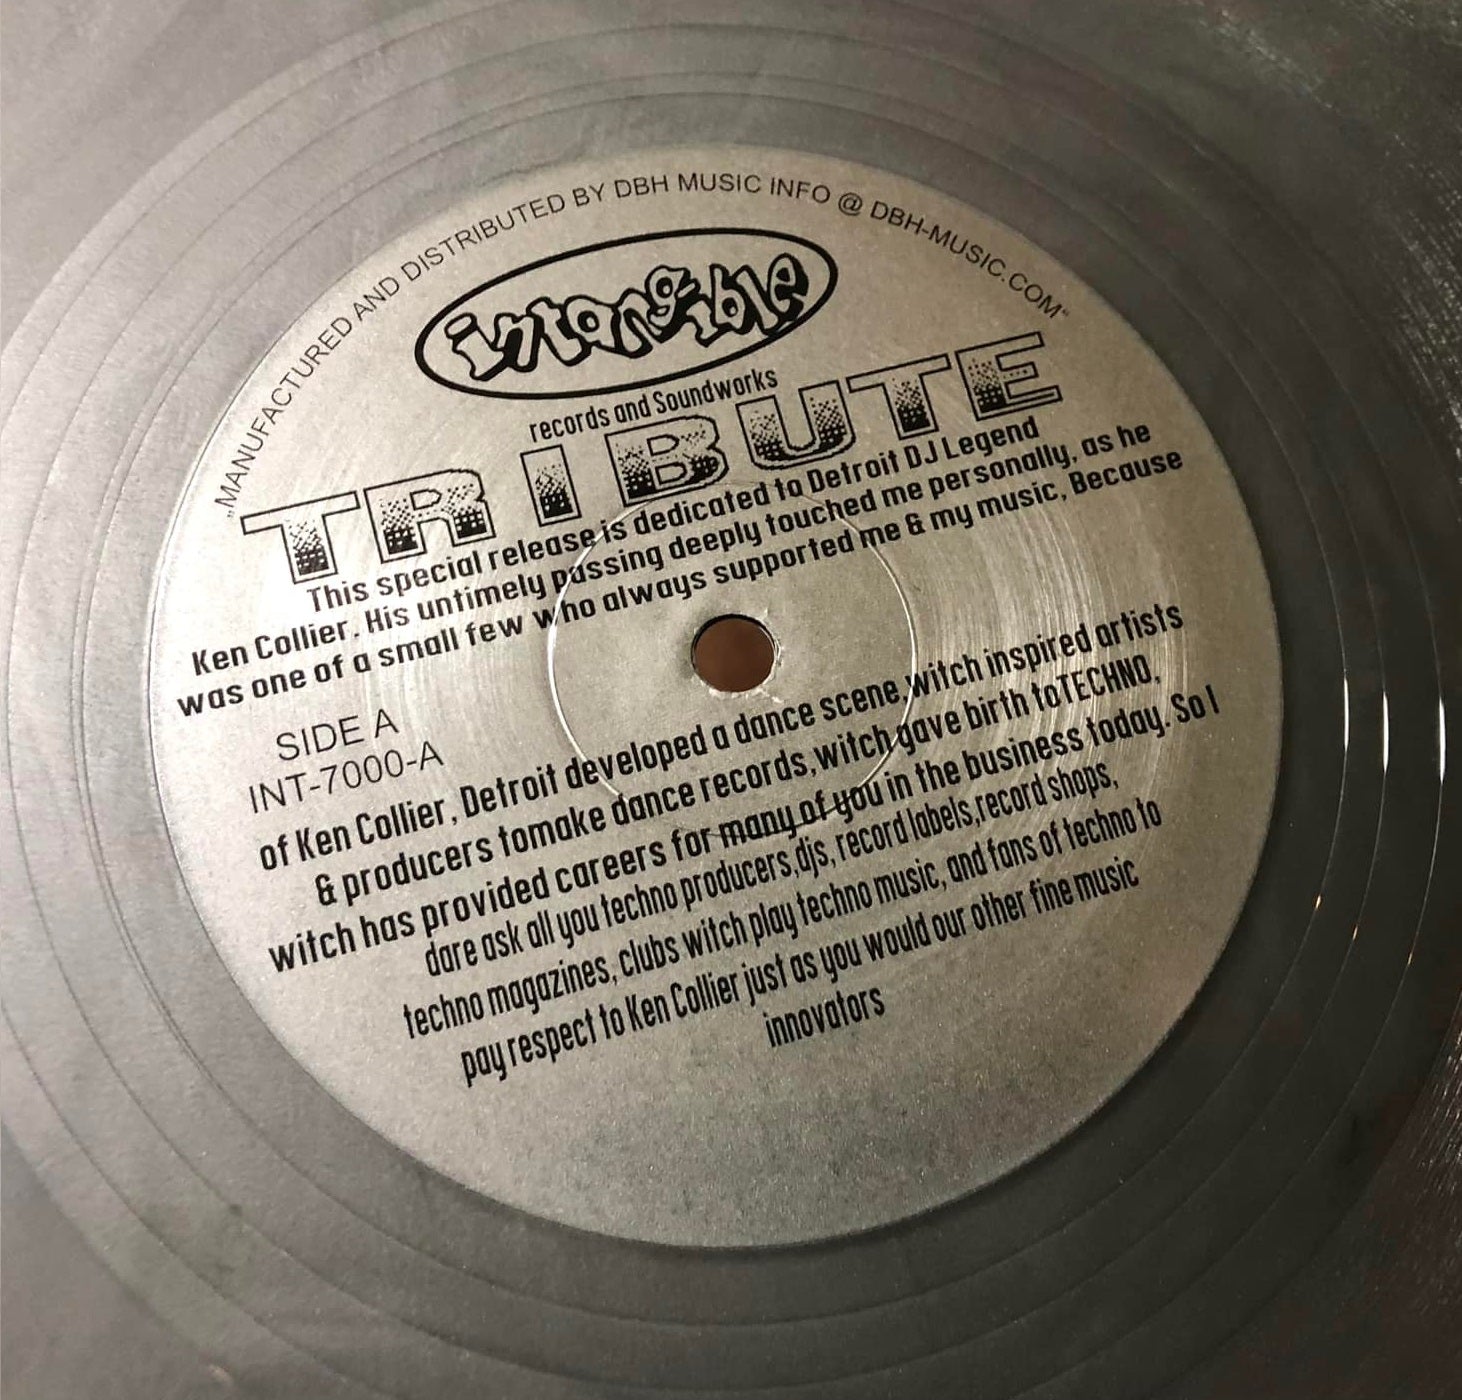 „MANUFACTURED AND DISTRIBUTED BY DBH MUSIC INFO @ DBH-MUSIC.COM“
intangible
records and Soundworks
TRIBUTE
This special release is dedicated to Detroit DJ Legend
Ken Collier. His untimely passing deeply touched me personally, as he
was one of a small few who always supported me & my music, Because
SIDE A
INT-7000-A
of Ken Collier, Detroit developed a dance scene,witch inspired artists
& producers tomake dance records,witch gave birth toTECHNO,
witch has provided careers for many of you in the business today. So I
dare ask all you techno producers,djs, record labels,record shops,
techno magazines, clubs witch play techno music, and fans of techno to
pay respect to Ken Collier just as you would our other fine music
innovators